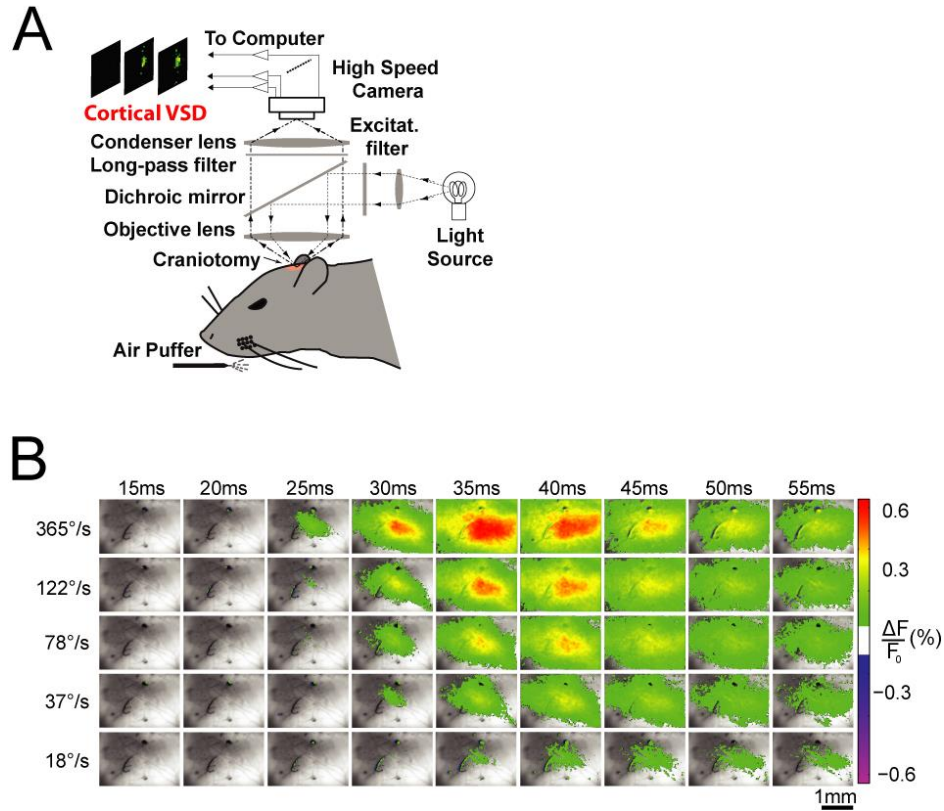 A
To Computer
High Speed
Camera
Cortical VSD
Excitat.
filter
Condenser lens
Long-pass filter
Dichroic mirror
Objective lens
Light
Source
Craniotomy
Air Puffer
B
15ms 20ms 25ms 30ms 35ms 40ms 45ms 50ms 55ms
365°/s
122°/s
78°/s
37°/s
18°/s
0.6
0.3
ΔF
F₀ (%)
−0.3
−0.6
1mm